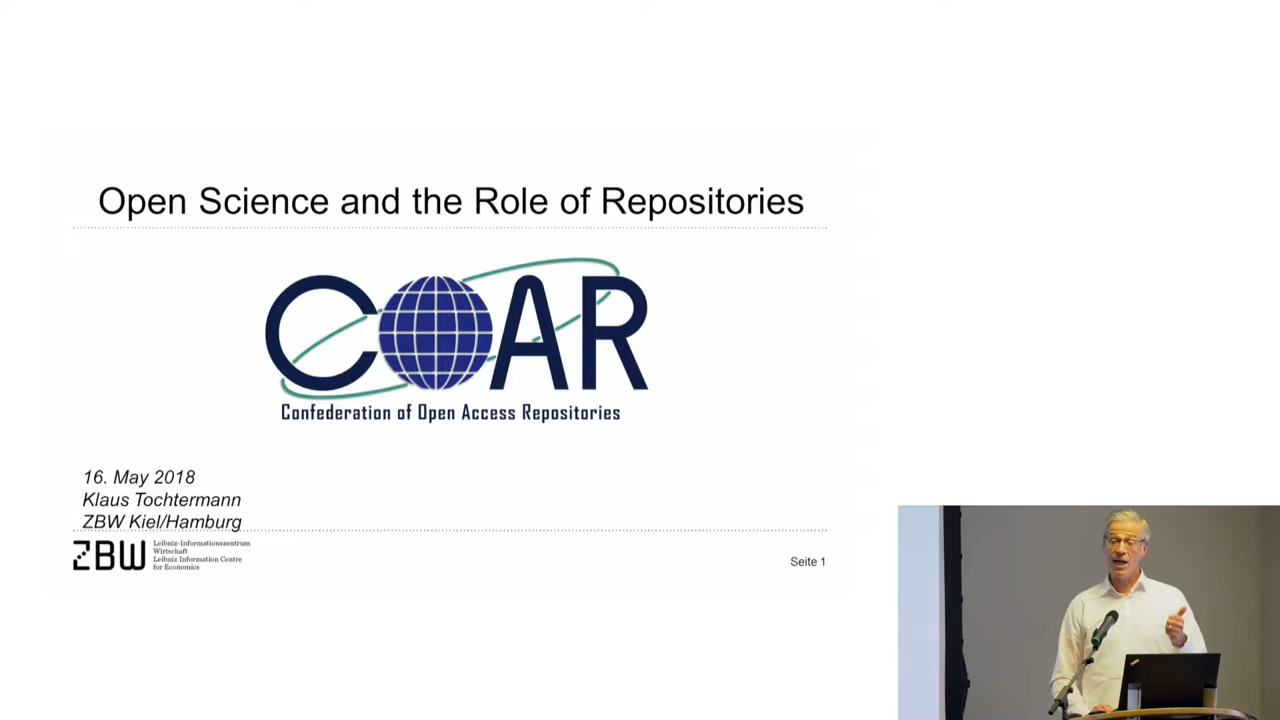 Open Science and the Role of Repositories
COAR
Confederation of Open Access Repositories
16. May 2018
Klaus Tochtermann
ZBW Kiel/Hamburg
ZBW
Leibniz-Informationszentrum
Wirtschaft
Leibniz Information Centre
for Economics
Seite 1